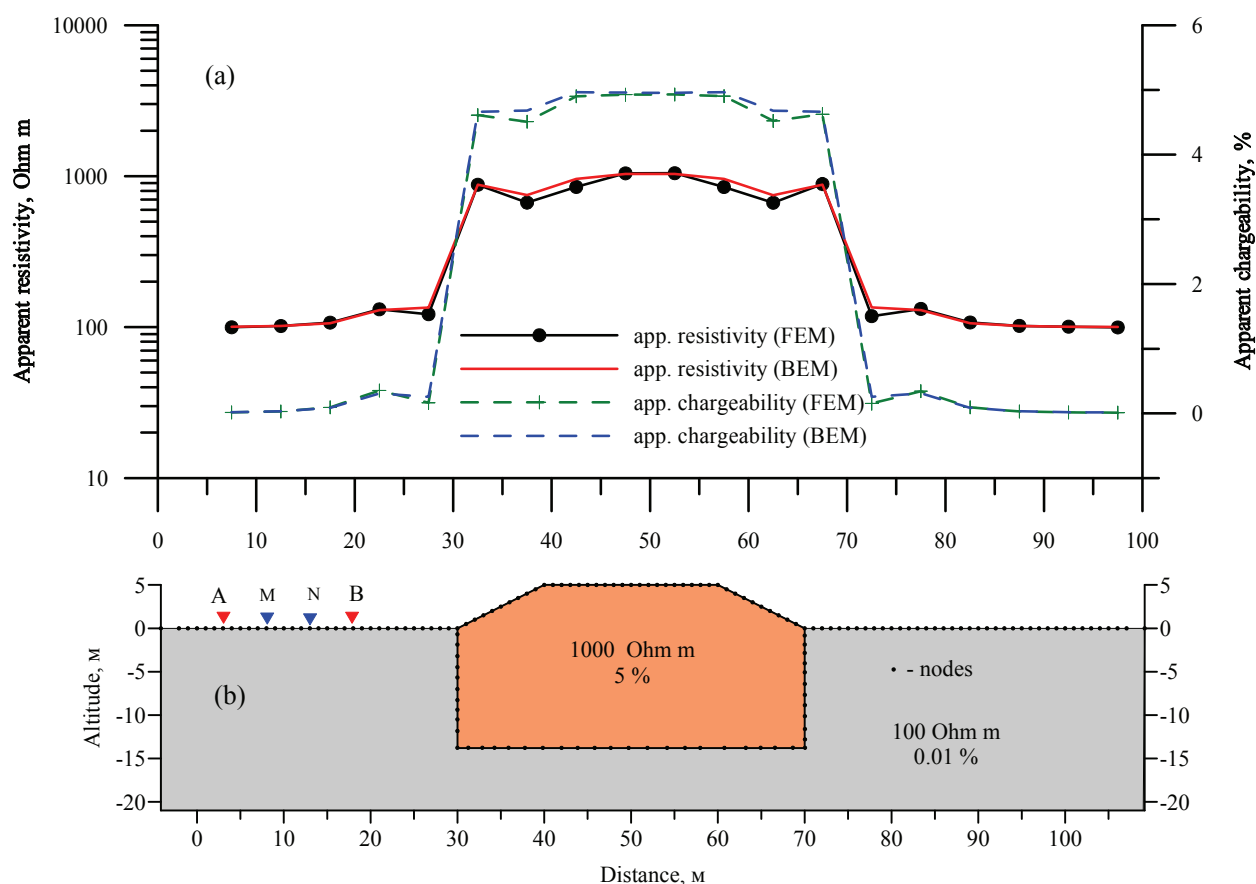 10000
1000
100
10
Apparent resistivity, Ohm m
(a)
6
4
2
0
Apparent chargeability, %
app. resistivity (FEM)
app. resistivity (BEM)
app. chargeability (FEM)
app. chargeability (BEM)
0 10 20 30 40 50 60 70 80 90 100
5
0
-5
-10
-15
-20
Altitude, м
A M N B
(b)
1000 Ohm m
5 %
- nodes
100 Ohm m
0.01 %
5
0
-5
-10
-15
-20
0 10 20 30 40 50 60 70 80 90 100
Distance, м